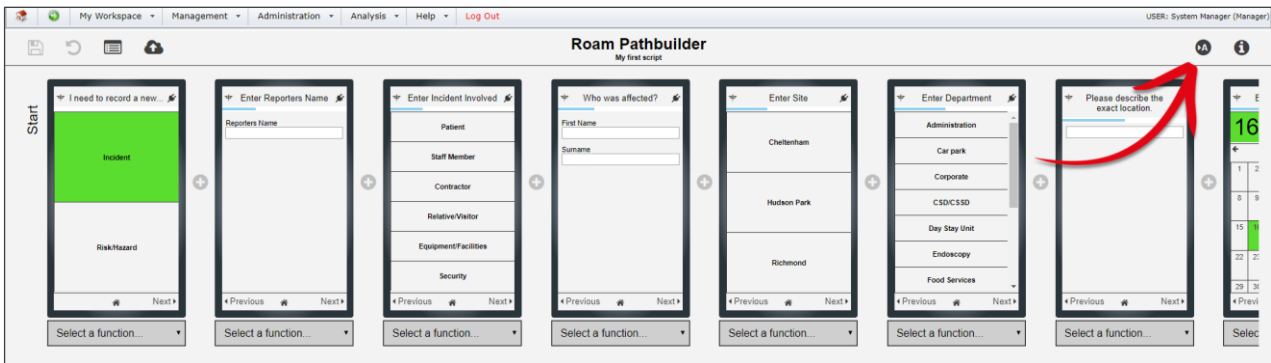 My Workspace Management Administration Analysis Help Log Out USER: System Manager (Manager)
Roam Pathbuilder
My first script
A
Start
I need to record a new...
Incident
Risk/Hazard
Next
Select a function...
Enter Reporters Name
Reporters Name
Previous Next
Select a function...
Enter Incident Involved
Patient
Staff Member
Contractor
Relative/Visitor
Equipment/Facilities
Security
Previous Next
Select a function...
Who was affected?
First Name
Surname
Previous Next
Select a function...
Enter Site
Cheltenham
Hudson Park
Richmond
Previous Next
Select a function...
Enter Department
Administration
Car park
Corporate
CSD/CSSD
Day Stay Unit
Endoscopy
Food Services
Previous Next
Select a function...
Please describe the
exact location.
Previous Next
Select a function...
E
16
1 2
8 9
15
22
29
Previ
Selec